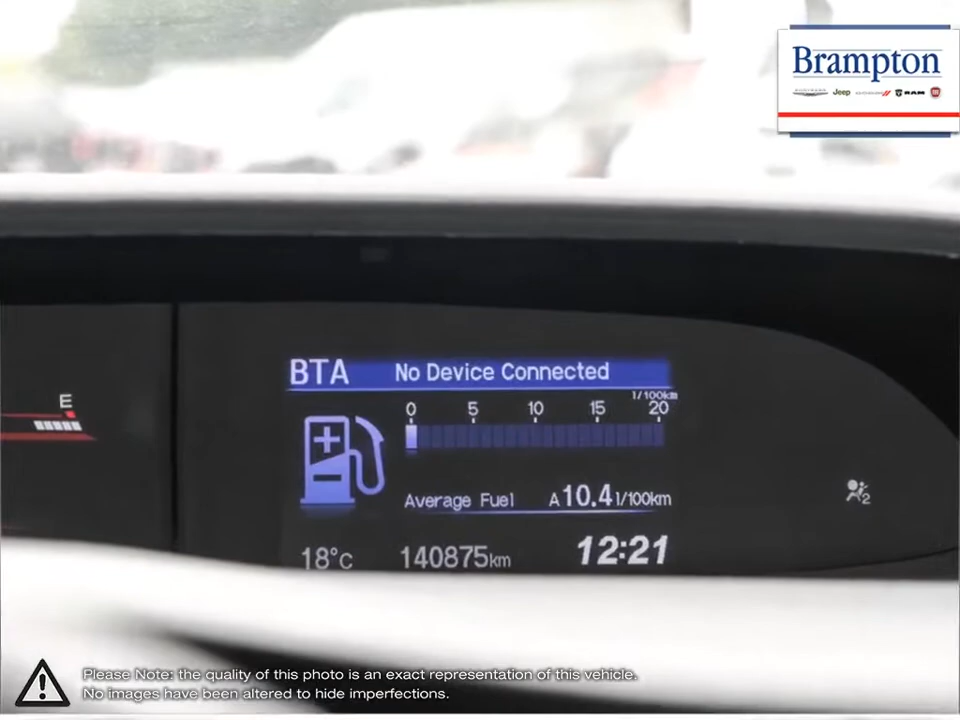 Brampton
Jeep RAM
E
BTA No Device Connected
l/100km
0 5 10 15 20
Average Fuel A 10.4 l/100km
2
18°C 140875km 12:21
Please Note: the quality of this photo is an exact representation of this vehicle.
No images have been altered to hide imperfections.